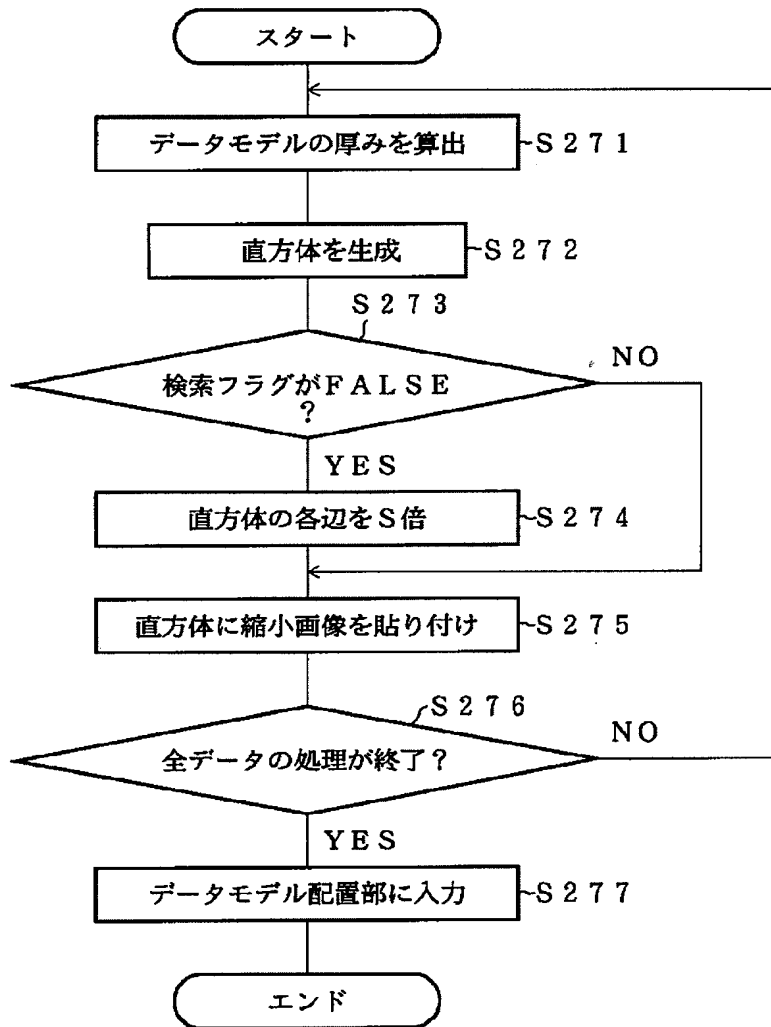 スタート
データモデルの厚みを算出
S271
直方体を生成
S272
S273
検索フラグがFALSE
?
NO
YES
直方体の各辺をS倍
S274
直方体に縮小画像を貼り付け
S275
S276
全データの処理が終了?
NO
YES
データモデル配置部に入力
S277
エンド